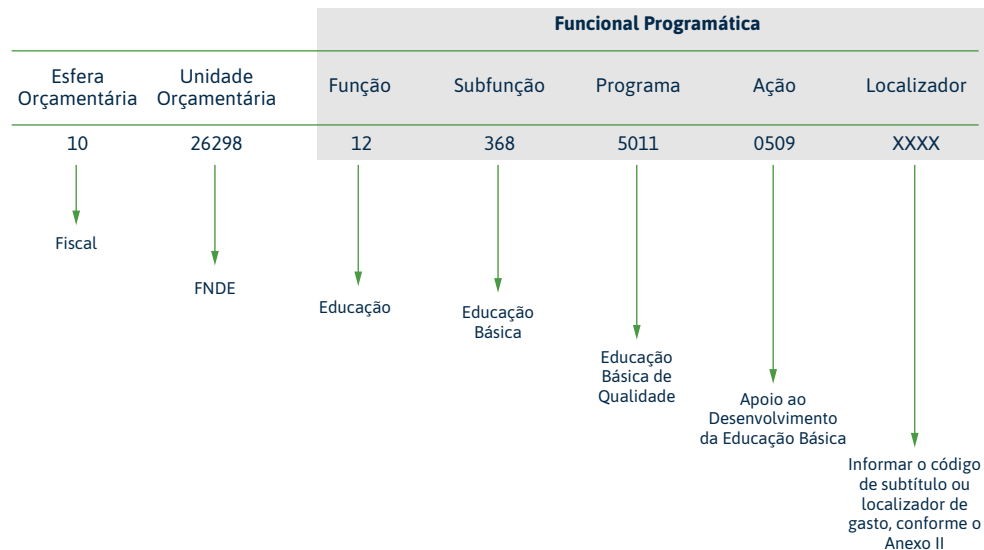 Funcional Programática
Esfera
Orçamentária
Unidade
Orçamentária
Função
Subfunção
Programa
Ação
Localizador
10
26298
12
368
5011
0509
XXXX
Fiscal
FNDE
Educação
Educação
Básica
Educação
Básica de
Qualidade
Apoio ao
Desenvolvimento
da Educação Básica
Informar o código
de subtítulo ou
localizador de
gasto, conforme o
Anexo II